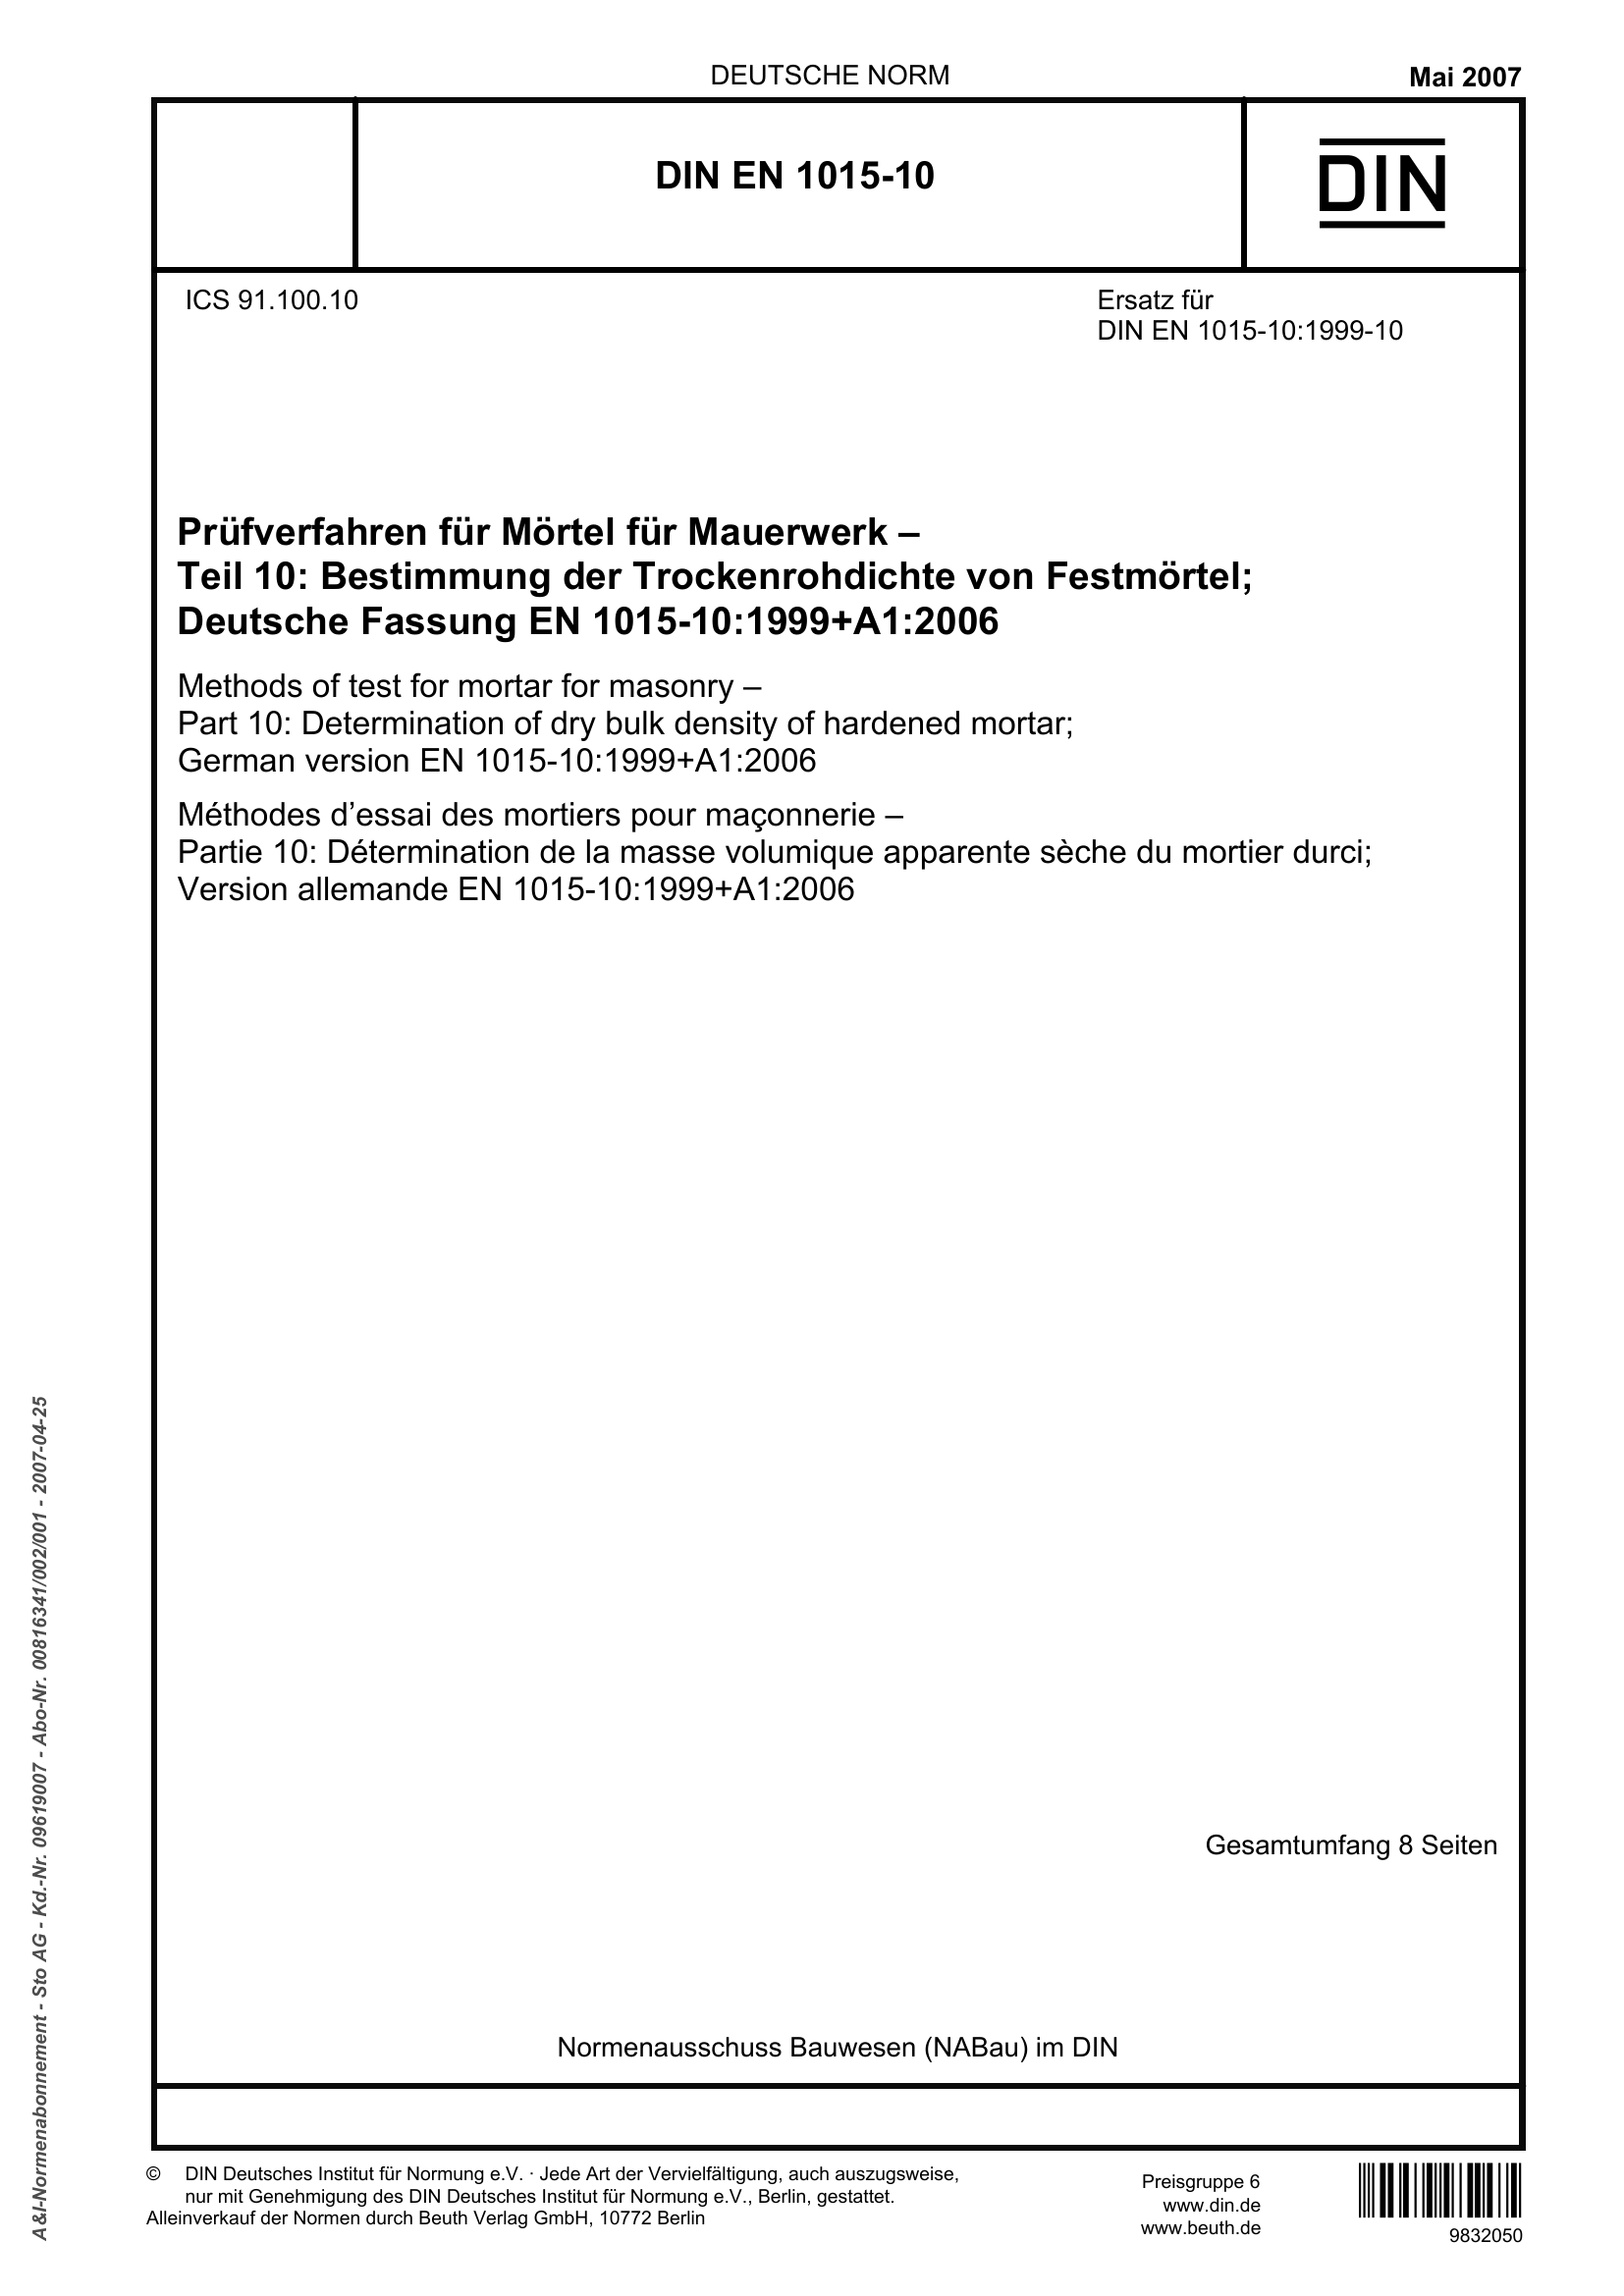 DEUTSCHE NORM
Mai 2007
DIN EN 1015-10
DIN
ICS 91.100.10
Ersatz für
DIN EN 1015-10:1999-10
Prüfverfahren für Mörtel für Mauerwerk –
Teil 10: Bestimmung der Trockenrohdichte von Festmörtel;
Deutsche Fassung EN 1015-10:1999+A1:2006
Methods of test for mortar for masonry –
Part 10: Determination of dry bulk density of hardened mortar;
German version EN 1015-10:1999+A1:2006
Méthodes d’essai des mortiers pour maçonnerie –
Partie 10: Détermination de la masse volumique apparente sèche du mortier durci;
Version allemande EN 1015-10:1999+A1:2006
Gesamtumfang 8 Seiten
Normenausschuss Bauwesen (NABau) im DIN
© DIN Deutsches Institut für Normung e.V. · Jede Art der Vervielfältigung, auch auszugsweise,
nur mit Genehmigung des DIN Deutsches Institut für Normung e.V., Berlin, gestattet.
Alleinverkauf der Normen durch Beuth Verlag GmbH, 10772 Berlin
Preisgruppe 6
www.din.de
www.beuth.de
9832050
A&I-Normenabonnement - Sto AG - Kd.-Nr. 0961907 - Abo-Nr. 00816341/002/001 - 2007-04-25